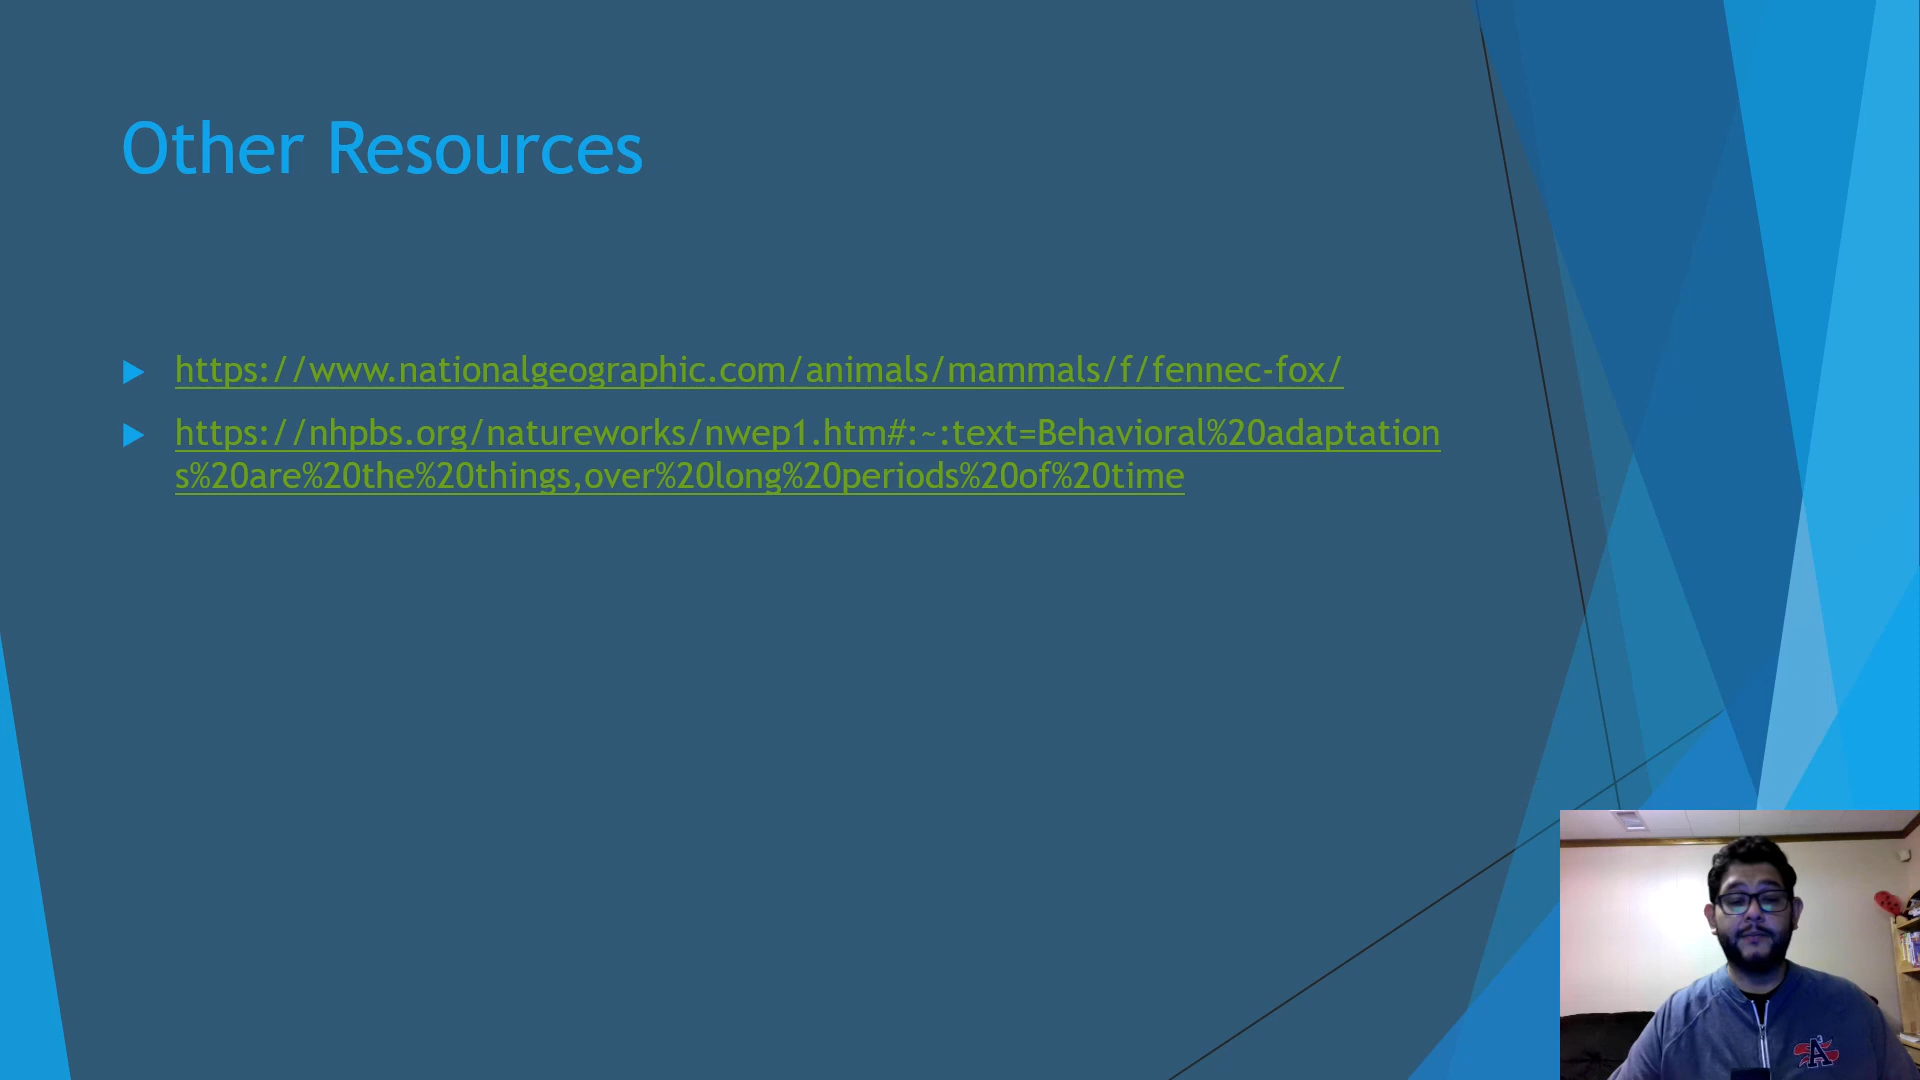 Other Resources
https://www.nationalgeographic.com/animals/mammals/f/fennec-fox/
https://nhpbs.org/natureworks/nwep1.htm#:~:text=Behavioral%20adaptation
s%20are%20the%20things,over%20long%20periods%20of%20time
A